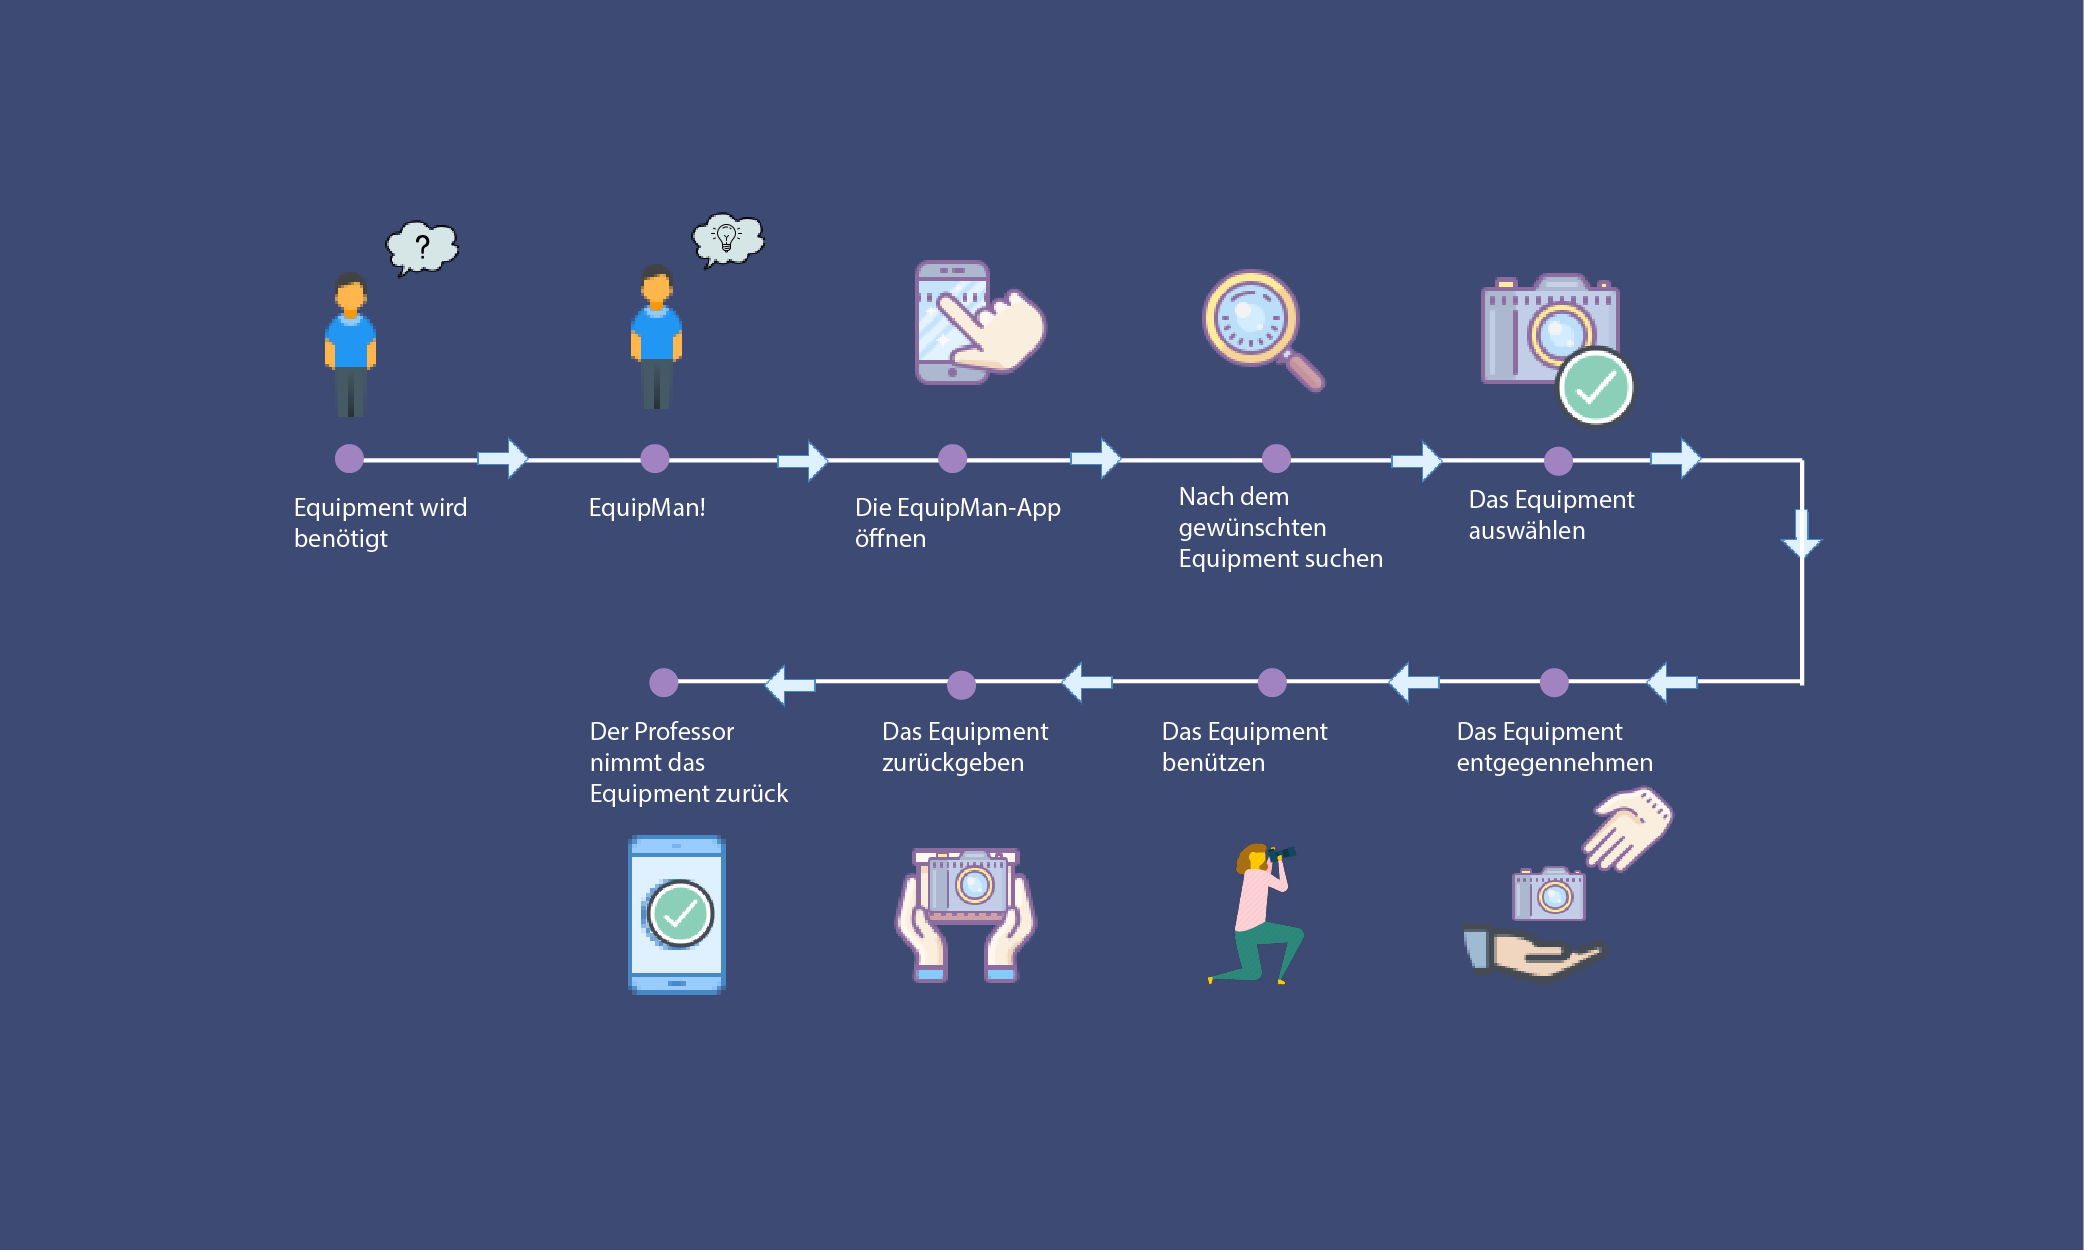 ?
Equipment wird
benötigt
EquipMan!
Die EquipMan-App
öffnen
Nach dem
gewünschten
Equipment suchen
Das Equipment
auswählen
Das Equipment
entgegennehmen
Das Equipment
benützen
Das Equipment
zurückgeben
Der Professor
nimmt das
Equipment zurück